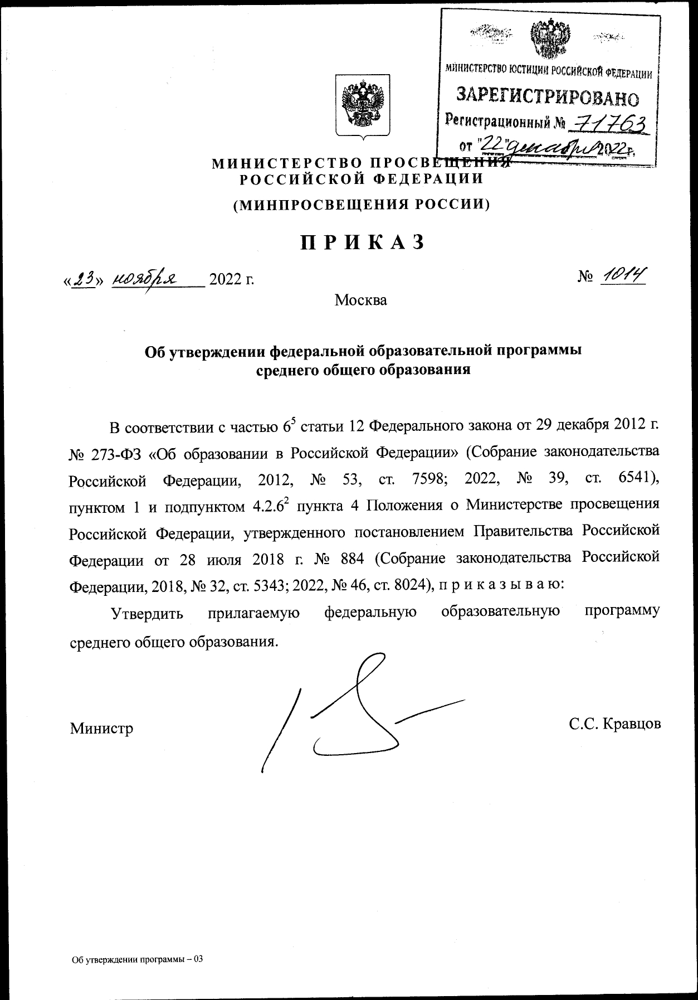 МИНИСТЕРСТВО ЮСТИЦИИ РОССИЙСКОЙ ФЕДЕРАЦИИ
ЗАРЕГИСТРИРОВАНО
Регистрационный № 71763
от "22" декабря 2022 г.
МИНИСТЕРСТВО ПРОСВЕЩЕНИЯ
РОССИЙСКОЙ ФЕДЕРАЦИИ
(МИНПРОСВЕЩЕНИЯ РОССИИ)
П Р И К А З
«23» ноября 2022 г. № 1014
Москва
Об утверждении федеральной образовательной программы
среднего общего образования
В соответствии с частью 6⁵ статьи 12 Федерального закона от 29 декабря 2012 г.
№ 273-ФЗ «Об образовании в Российской Федерации» (Собрание законодательства
Российской Федерации, 2012, № 53, ст. 7598; 2022, № 39, ст. 6541),
пунктом 1 и подпунктом 4.2.6² пункта 4 Положения о Министерстве просвещения
Российской Федерации, утвержденного постановлением Правительства Российской
Федерации от 28 июля 2018 г. № 884 (Собрание законодательства Российской
Федерации, 2018, № 32, ст. 5343; 2022, № 46, ст. 8024), п р и к а з ы в а ю:
Утвердить прилагаемую федеральную образовательную программу
среднего общего образования.
Министр С.С. Кравцов
Об утверждении программы – 03